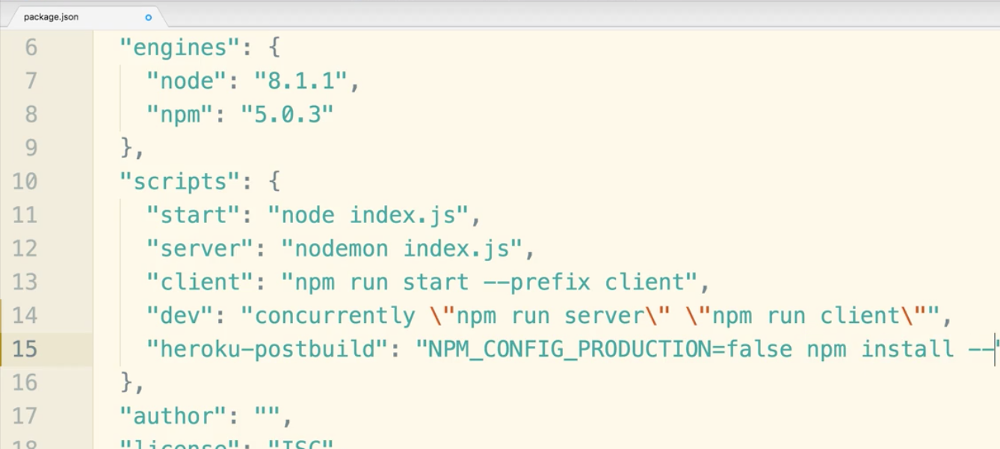 package.json
6 "engines": {
7 "node": "8.1.1",
8 "npm": "5.0.3"
9 },
10 "scripts": {
11 "start": "node index.js",
12 "server": "nodemon index.js",
13 "client": "npm run start --prefix client",
14 "dev": "concurrently \"npm run server\" \"npm run client\"",
15 "heroku-postbuild": "NPM_CONFIG_PRODUCTION=false npm install --"
16 },
17 "author": "",
18 "license": "ISC"